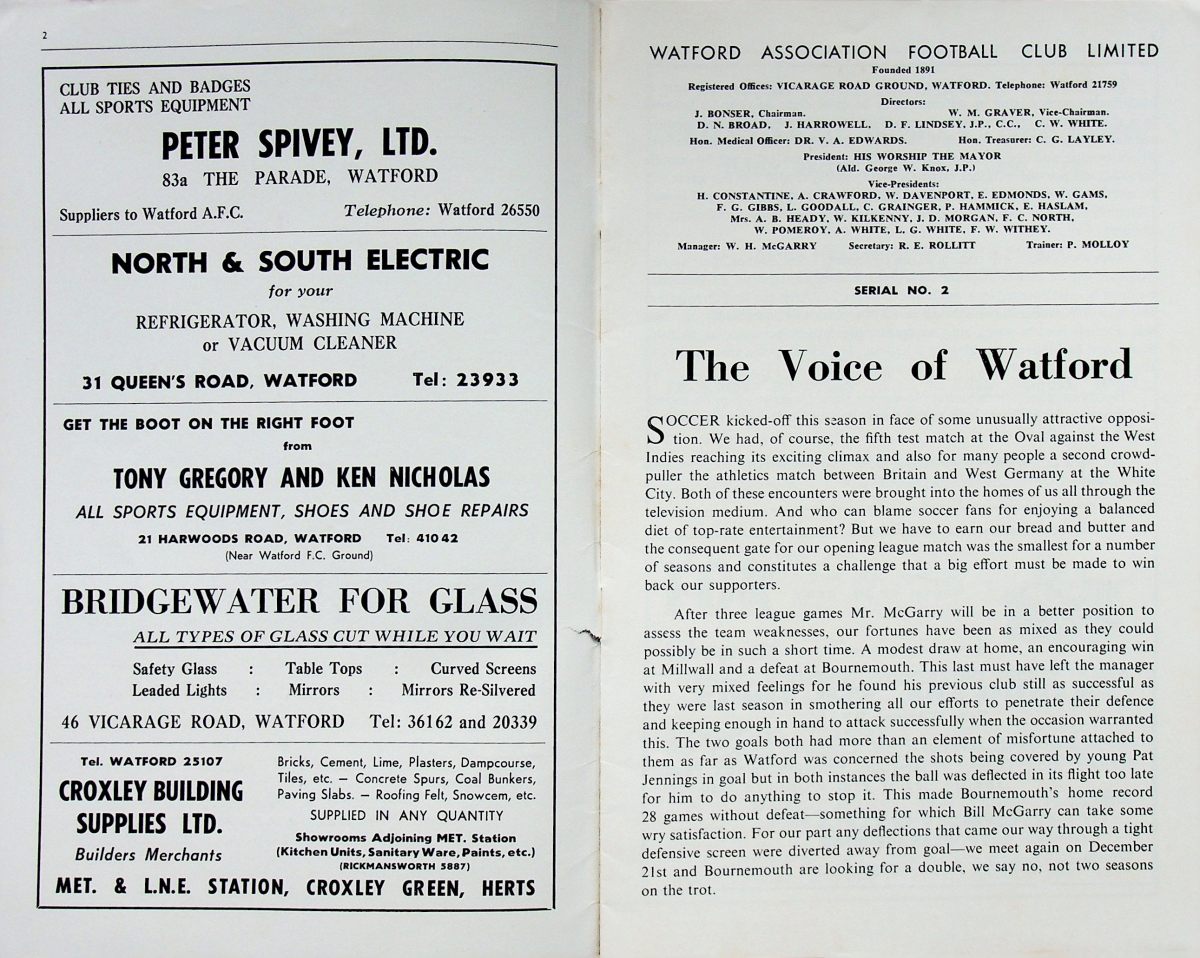 2
CLUB TIES AND BADGES
ALL SPORTS EQUIPMENT
PETER SPIVEY, LTD.
83a THE PARADE, WATFORD
Suppliers to Watford A.F.C. Telephone: Watford 26550
NORTH & SOUTH ELECTRIC
for your
REFRIGERATOR, WASHING MACHINE
or VACUUM CLEANER
31 QUEEN'S ROAD, WATFORD Tel: 23933
GET THE BOOT ON THE RIGHT FOOT
from
TONY GREGORY AND KEN NICHOLAS
ALL SPORTS EQUIPMENT, SHOES AND SHOE REPAIRS
21 HARWOODS ROAD, WATFORD Tel: 41042
(Near Watford F.C. Ground)
BRIDGEWATER FOR GLASS
ALL TYPES OF GLASS CUT WHILE YOU WAIT
Safety Glass : Table Tops : Curved Screens
Leaded Lights : Mirrors : Mirrors Re-Silvered
46 VICARAGE ROAD, WATFORD Tel: 36162 and 20339
Tel. WATFORD 25107
CROXLEY BUILDING
SUPPLIES LTD.
Builders Merchants
Bricks, Cement, Lime, Plasters, Dampcourse,
Tiles, etc. — Concrete Spurs, Coal Bunkers,
Paving Slabs. — Roofing Felt, Snowcem, etc.
SUPPLIED IN ANY QUANTITY
Showrooms Adjoining MET. Station
(Kitchen Units, Sanitary Ware, Paints, etc.)
(RICKMANSWORTH 5887)
MET. & L.N.E. STATION, CROXLEY GREEN, HERTS
WATFORD ASSOCIATION FOOTBALL CLUB LIMITED
Founded 1891
Registered Offices: VICARAGE ROAD GROUND, WATFORD. Telephone: Watford 21759
Directors:
J. BONSER, Chairman. W. M. GRAVER, Vice-Chairman.
D. N. BROAD, J. HARROWELL, D. F. LINDSEY, J.P., C.C., C. W. WHITE.
Hon. Medical Officer: DR. V. A. EDWARDS. Hon. Treasurer: C. G. LAYLEY.
President: HIS WORSHIP THE MAYOR
(Ald. George W. Knox, J.P.)
Vice-Presidents:
H. CONSTANTINE, A. CRAWFORD, W. DAVENPORT, E. EDMONDS, W. GAMS,
F. G. GIBBS, L. GOODALL, C. GRAINGER, P. HAMMICK, E. HASLAM,
Mrs. A. B. HEADY, W. KILKENNY, J. D. MORGAN, F. C. NORTH,
W. POMEROY, A. WHITE, L. G. WHITE, F. W. WITHEY.
Manager: W. H. McGARRY Secretary: R. E. ROLLITT Trainer: P. MOLLOY
SERIAL NO. 2
The Voice of Watford
SOCCER kicked-off this season in face of some unusually attractive opposi-
tion. We had, of course, the fifth test match at the Oval against the West
Indies reaching its exciting climax and also for many people a second crowd-
puller the athletics match between Britain and West Germany at the White
City. Both of these encounters were brought into the homes of us all through the
television medium. And who can blame soccer fans for enjoying a balanced
diet of top-rate entertainment? But we have to earn our bread and butter and
the consequent gate for our opening league match was the smallest for a number
of seasons and constitutes a challenge that a big effort must be made to win
back our supporters.
After three league games Mr. McGarry will be in a better position to
assess the team weaknesses, our fortunes have been as mixed as they could
possibly be in such a short time. A modest draw at home, an encouraging win
at Millwall and a defeat at Bournemouth. This last must have left the manager
with very mixed feelings for he found his previous club still as successful as
they were last season in smothering all our efforts to penetrate their defence
and keeping enough in hand to attack successfully when the occasion warranted
this. The two goals both had more than an element of misfortune attached to
them as far as Watford was concerned the shots being covered by young Pat
Jennings in goal but in both instances the ball was deflected in its flight too late
for him to do anything to stop it. This made Bournemouth's home record
28 games without defeat—something for which Bill McGarry can take some
wry satisfaction. For our part any deflections that came our way through a tight
defensive screen were diverted away from goal—we meet again on December
21st and Bournemouth are looking for a double, we say no, not two seasons
on the trot.